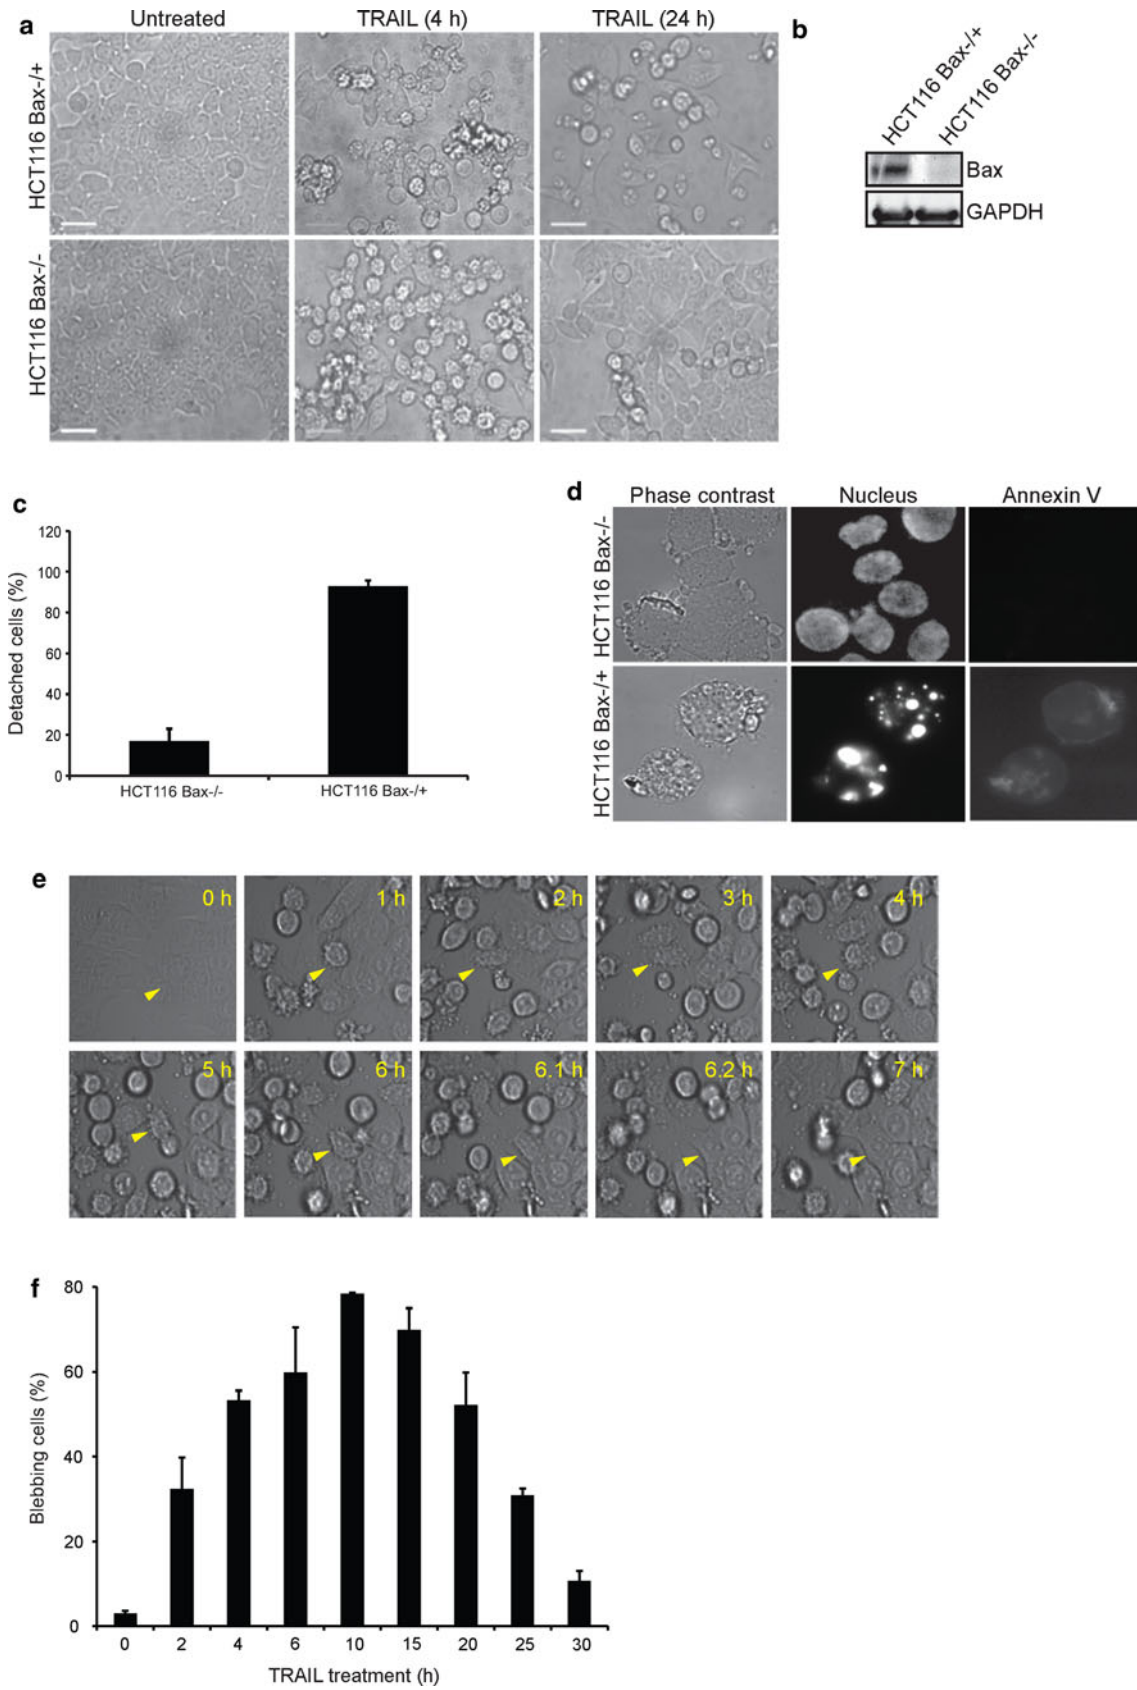 a
Untreated
TRAIL (4 h)
TRAIL (24 h)
HCT116 Bax-/+
HCT116 Bax-/-
b
HCT116 Bax-/+
HCT116 Bax-/-
Bax
GAPDH
c
120
100
80
60
40
20
0
Detached cells (%)
HCT116 Bax-/-
HCT116 Bax-/+
d
Phase contrast
Nucleus
Annexin V
HCT116 Bax-/-
HCT116 Bax-/+
e
0 h
1 h
2 h
3 h
4 h
5 h
6 h
6.1 h
6.2 h
7 h
f
80
60
40
20
0
Blebbing cells (%)
0 2 4 6 10 15 20 25 30
TRAIL treatment (h)